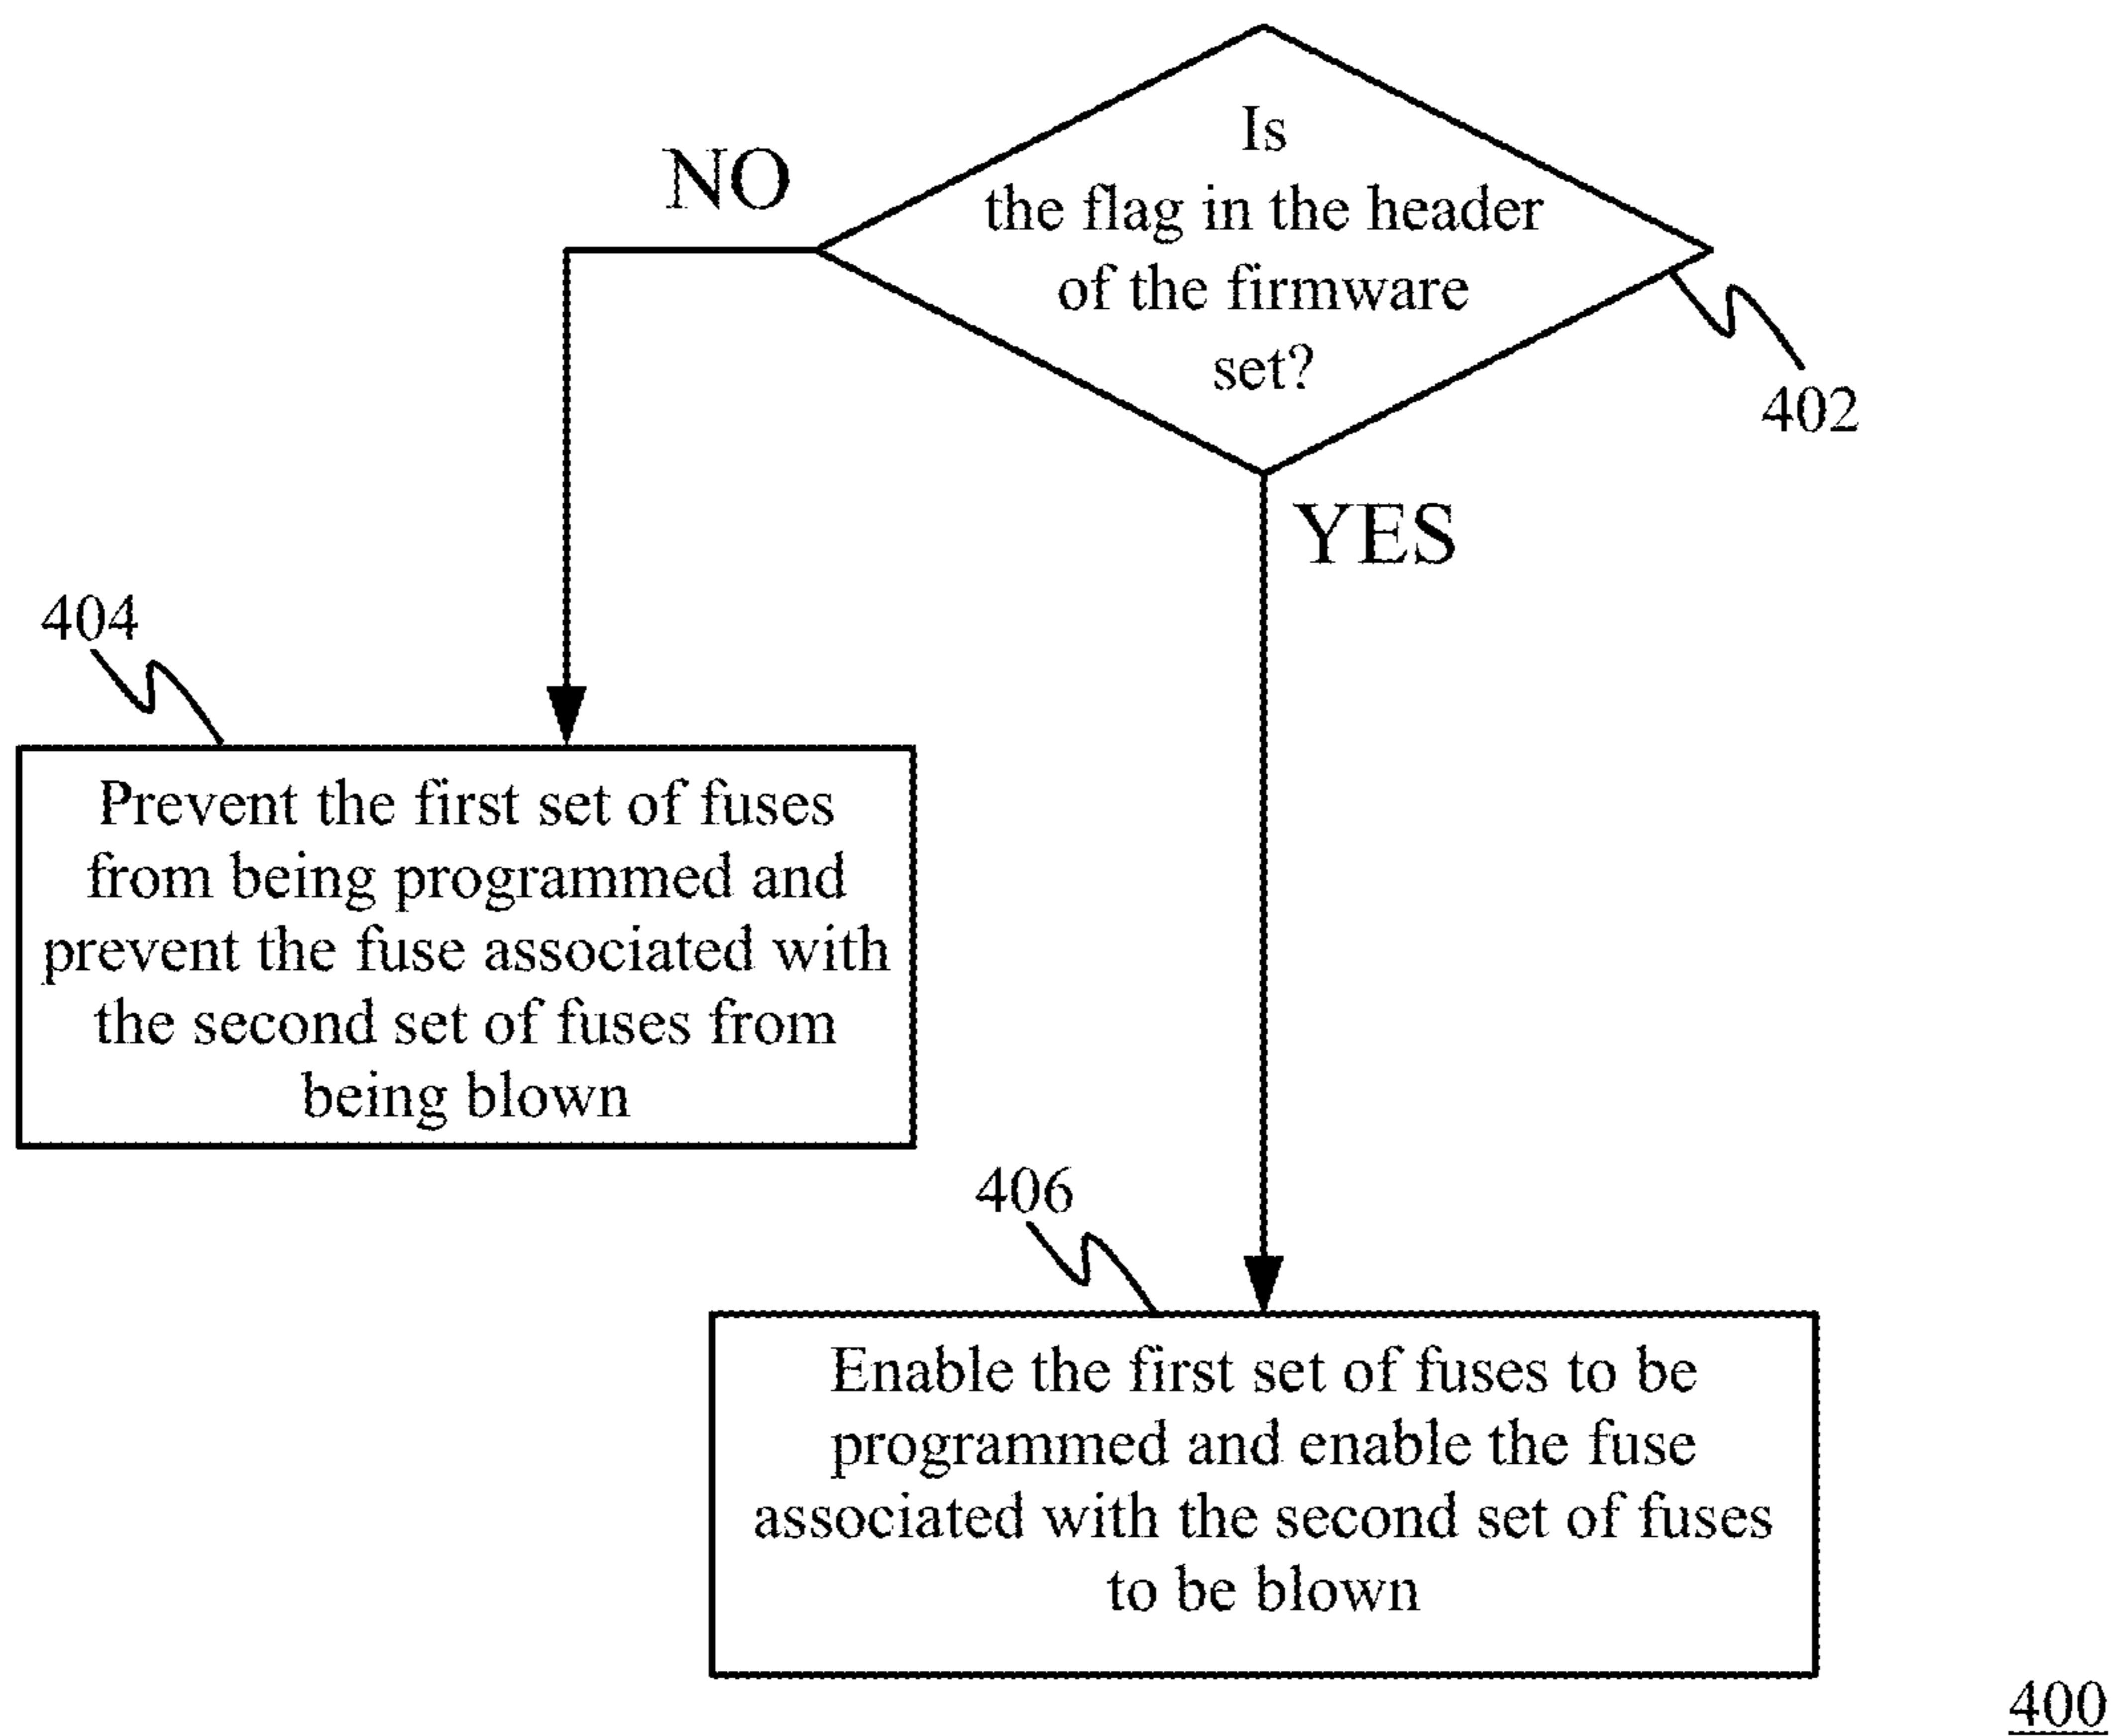 Is
the flag in the header
of the firmware
set?
NO
402
YES
404
Prevent the first set of fuses
from being programmed and
prevent the fuse associated with
the second set of fuses from
being blown
406
Enable the first set of fuses to be
programmed and enable the fuse
associated with the second set of fuses
to be blown
400